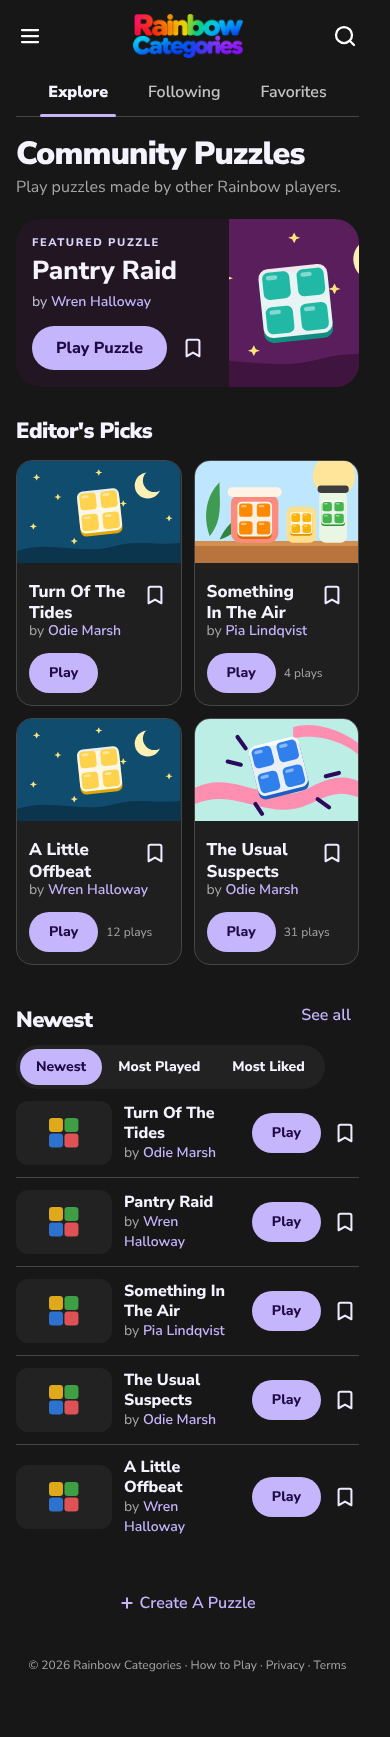 Rainbow
Categories
Explore
Following
Favorites
Community Puzzles
Play puzzles made by other Rainbow players.
FEATURED PUZZLE
Pantry Raid
by Wren Halloway
Play Puzzle
Editor's Picks
Turn Of The
Tides
by Odie Marsh
Play
Something
In The Air
by Pia Lindqvist
Play
4 plays
A Little
Offbeat
by Wren Halloway
Play
12 plays
The Usual
Suspects
by Odie Marsh
Play
31 plays
Newest
See all
Newest
Most Played
Most Liked
Turn Of The
Tides
by Odie Marsh
Play
Pantry Raid
by Wren
Halloway
Play
Something In
The Air
by Pia Lindqvist
Play
The Usual
Suspects
by Odie Marsh
Play
A Little
Offbeat
by Wren
Halloway
Play
+ Create A Puzzle
© 2026 Rainbow Categories · How to Play · Privacy · Terms